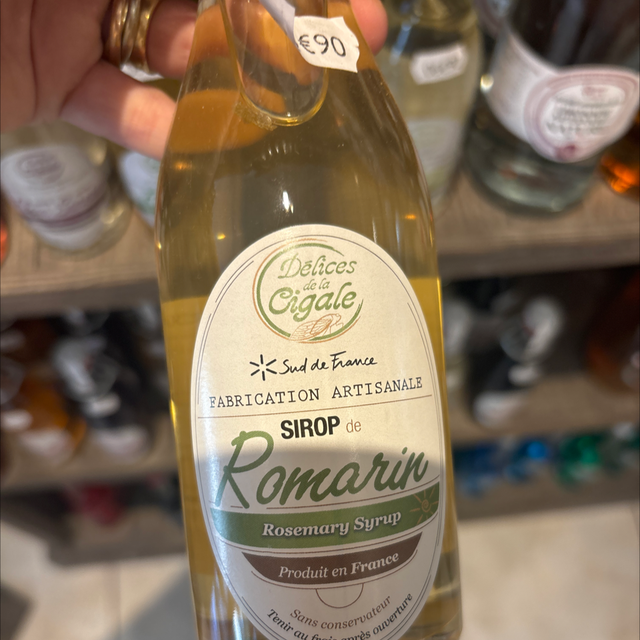 €90
Délices
de la
Cigale
Sud de France
FABRICATION ARTISANALE
SIROP de
Romarin
Rosemary Syrup
Produit en France
Sans conservateur
Tenir au frais après ouverture